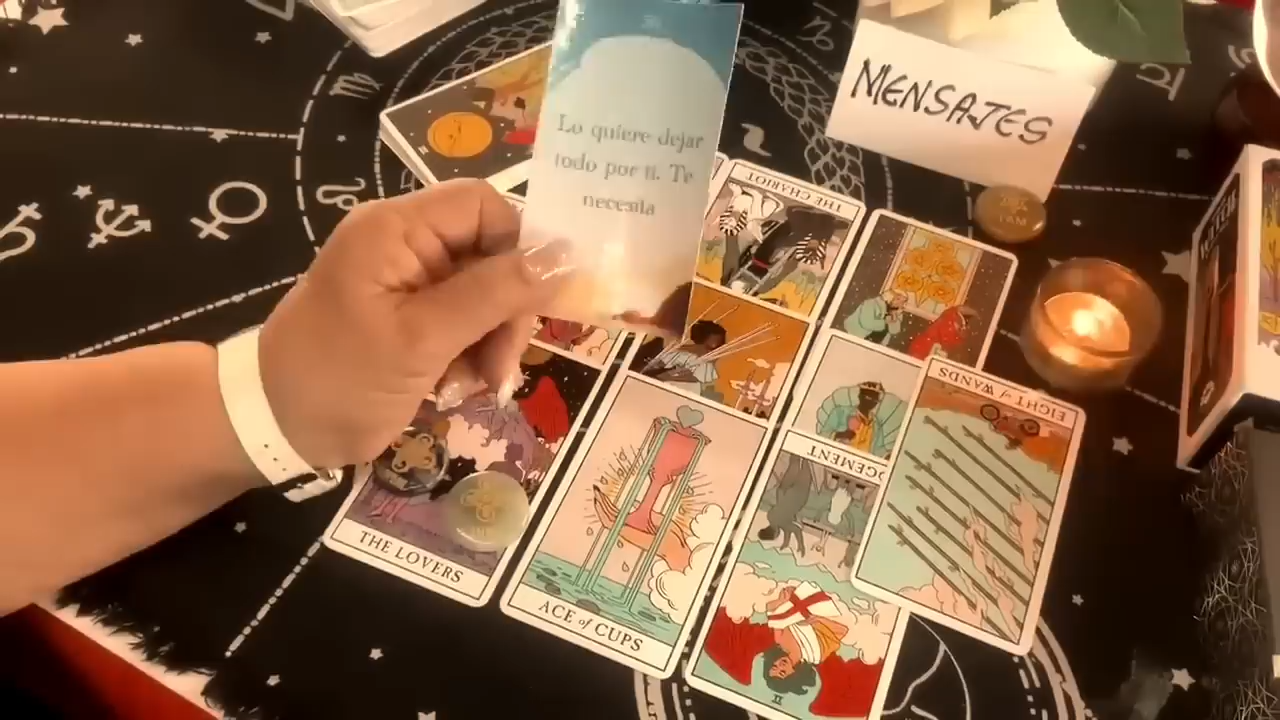 Lo quiere dejar
todo por ti. Te
necesita
MENSAJES
THE CHARIOT
EIGHT of WANDS
THE LOVERS
ACE of CUPS
II